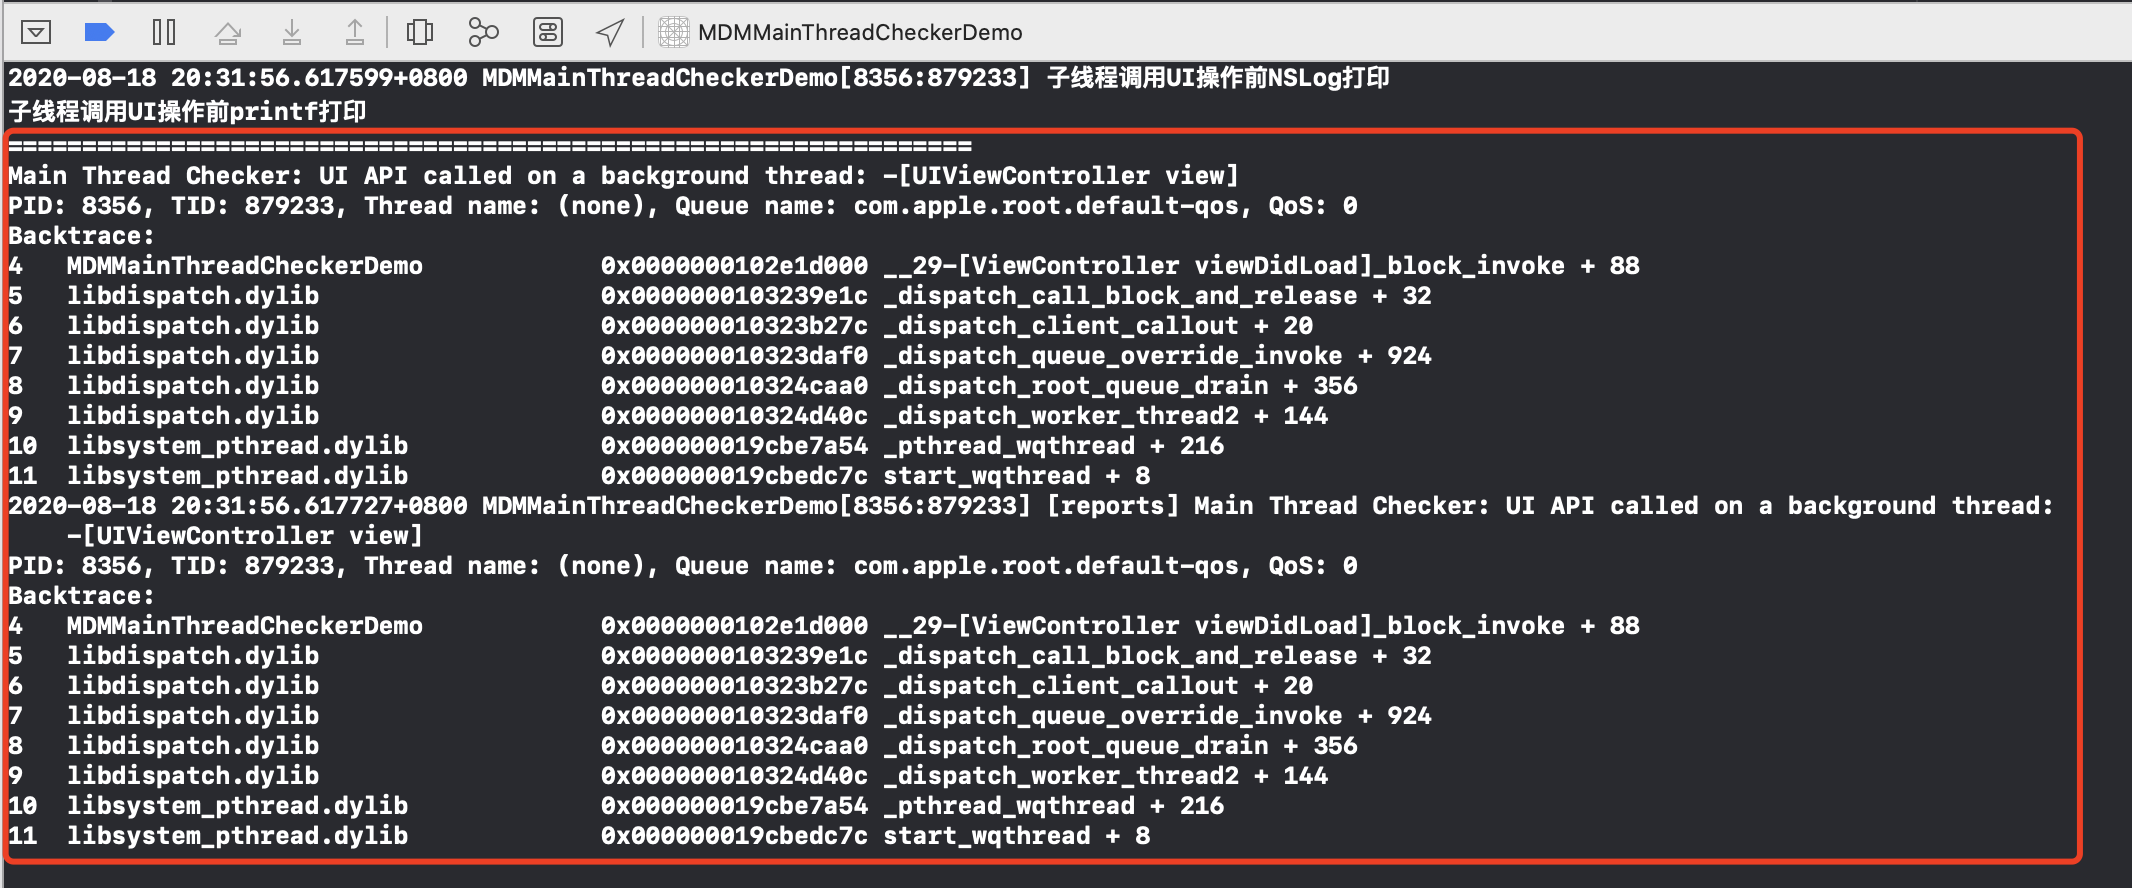 MDMMainThreadCheckerDemo
2020-08-18 20:31:56.617599+0800 MDMMainThreadCheckerDemo[8356:879233] 子线程调用UI操作前NSLog打印
子线程调用UI操作前printf打印
=================================================================
Main Thread Checker: UI API called on a background thread: -[UIViewController view]
PID: 8356, TID: 879233, Thread name: (none), Queue name: com.apple.root.default-qos, QoS: 0
Backtrace:
4   MDMMainThreadCheckerDemo            0x0000000102e1d000 __29-[ViewController viewDidLoad]_block_invoke + 88
5   libdispatch.dylib                   0x0000000103239e1c _dispatch_call_block_and_release + 32
6   libdispatch.dylib                   0x000000010323b27c _dispatch_client_callout + 20
7   libdispatch.dylib                   0x000000010323daf0 _dispatch_queue_override_invoke + 924
8   libdispatch.dylib                   0x000000010324caa0 _dispatch_root_queue_drain + 356
9   libdispatch.dylib                   0x000000010324d40c _dispatch_worker_thread2 + 144
10  libsystem_pthread.dylib             0x000000019cbe7a54 _pthread_wqthread + 216
11  libsystem_pthread.dylib             0x000000019cbedc7c start_wqthread + 8
2020-08-18 20:31:56.617727+0800 MDMMainThreadCheckerDemo[8356:879233] [reports] Main Thread Checker: UI API called on a background thread:
-[UIViewController view]
PID: 8356, TID: 879233, Thread name: (none), Queue name: com.apple.root.default-qos, QoS: 0
Backtrace:
4   MDMMainThreadCheckerDemo            0x0000000102e1d000 __29-[ViewController viewDidLoad]_block_invoke + 88
5   libdispatch.dylib                   0x0000000103239e1c _dispatch_call_block_and_release + 32
6   libdispatch.dylib                   0x000000010323b27c _dispatch_client_callout + 20
7   libdispatch.dylib                   0x000000010323daf0 _dispatch_queue_override_invoke + 924
8   libdispatch.dylib                   0x000000010324caa0 _dispatch_root_queue_drain + 356
9   libdispatch.dylib                   0x000000010324d40c _dispatch_worker_thread2 + 144
10  libsystem_pthread.dylib             0x000000019cbe7a54 _pthread_wqthread + 216
11  libsystem_pthread.dylib             0x000000019cbedc7c start_wqthread + 8